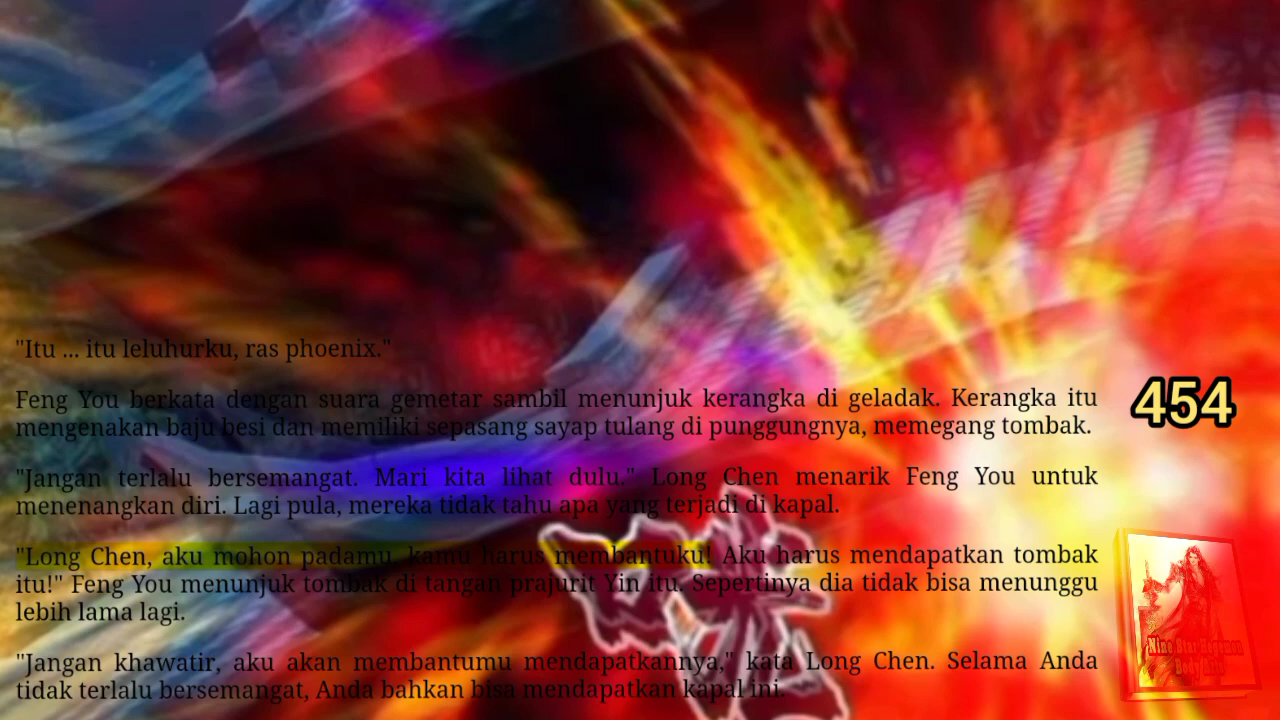 "Itu ... itu leluhurku, ras phoenix."
Feng You berkata dengan suara gemetar sambil menunjuk kerangka di geladak. Kerangka itu
mengenakan baju besi dan memiliki sepasang sayap tulang di punggungnya, memegang tombak.
"Jangan terlalu bersemangat. Mari kita lihat dulu." Long Chen menarik Feng You untuk
menenangkan diri. Lagi pula, mereka tidak tahu apa yang terjadi di kapal.
"Long Chen, aku mohon padamu, kamu harus membantuku! Aku harus mendapatkan tombak
itu!" Feng You menunjuk tombak di tangan prajurit Yin itu. Sepertinya dia tidak bisa menunggu
lebih lama lagi.
"Jangan khawatir, aku akan membantumu mendapatkannya," kata Long Chen. Selama Anda
tidak terlalu bersemangat, Anda bahkan bisa mendapatkan kapal ini.
454
Nine Star Hegemon
Body Art